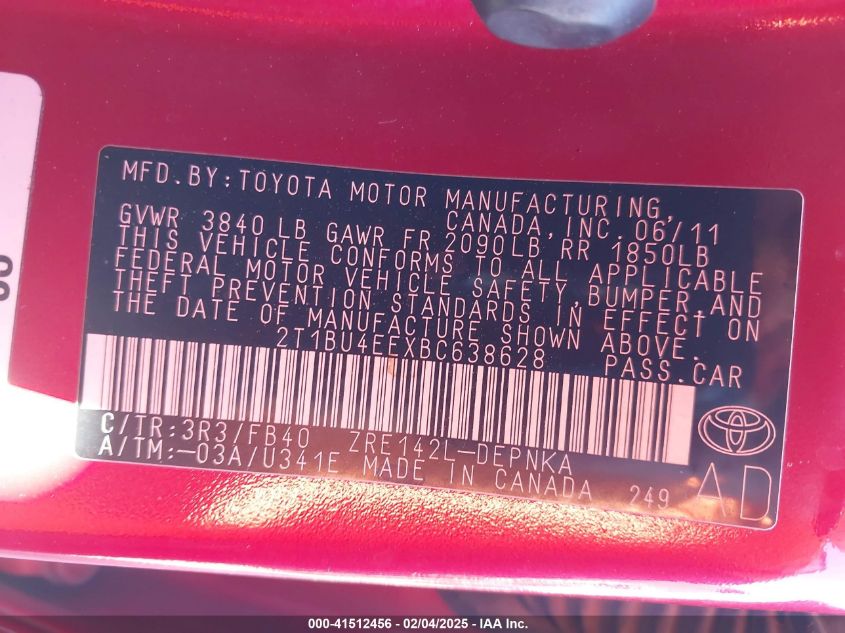 MFD.BY:TOYOTA MOTOR MANUFACTURING,
CANADA,INC. 06/11
GVWR 3840 LB GAWR FR 2090LB RR 1850LB
THIS VEHICLE CONFORMS TO ALL APPLICABLE
FEDERAL MOTOR VEHICLE SAFETY,BUMPER,AND
THEFT PREVENTION STANDARDS IN EFFECT ON
THE DATE OF MANUFACTURE SHOWN ABOVE.
2T1BU4EEXBC638628 PASS.CAR
C/TR:3R3/FB40 ZRE142L-DEPNKA
A/TM:-03A/U341E MADE IN CANADA 249
AD
000-41512456 - 02/04/2025 - IAA Inc.